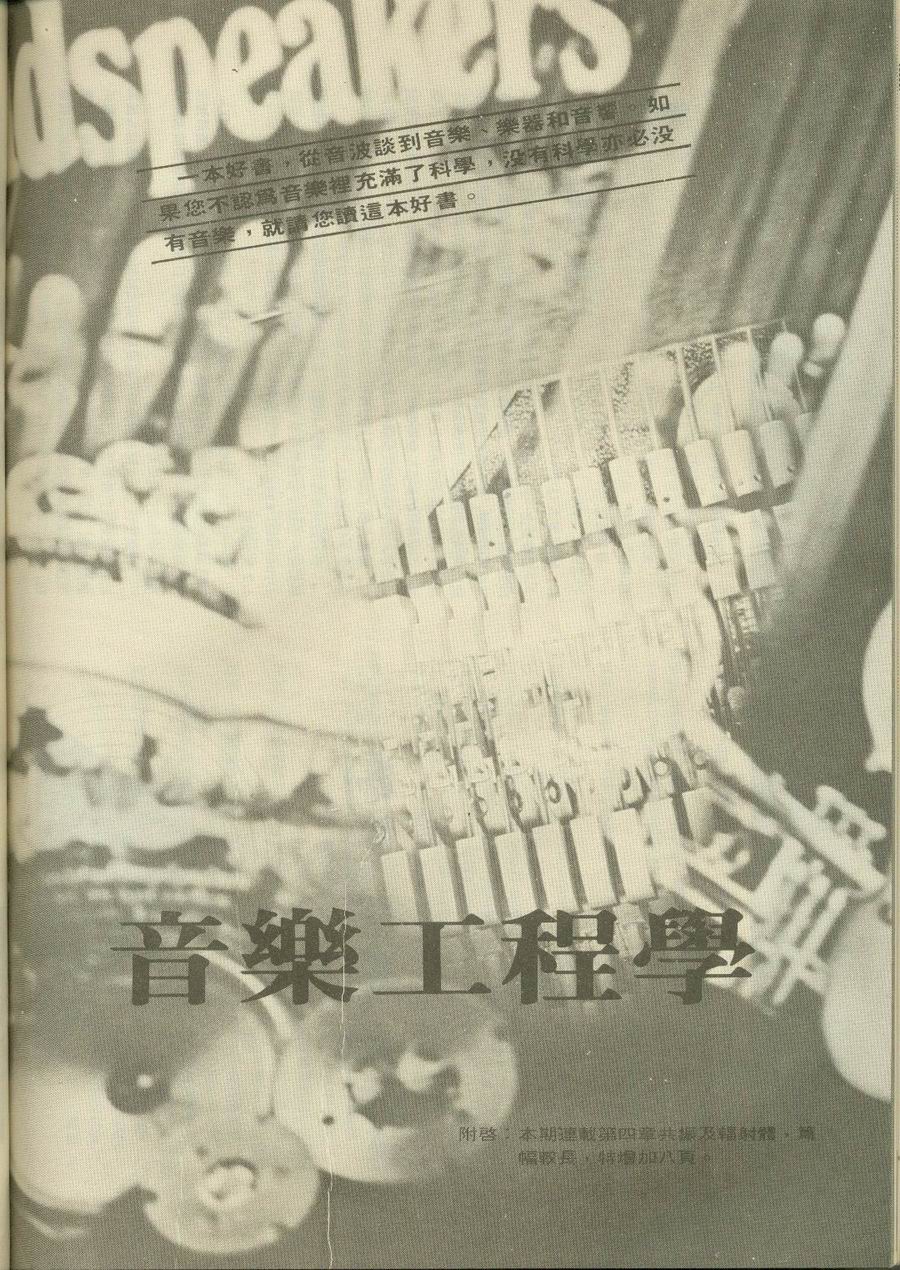 dspeakers
一本好書，從音波談到音樂、樂器和音響。如
果您不認爲音樂裡充滿了科學，没有科學亦必没
有音樂，就請您讀這本好書。
音樂工程學
附啓：本期連載第四章共振及輻射體，篇
幅較長，特增加八頁。